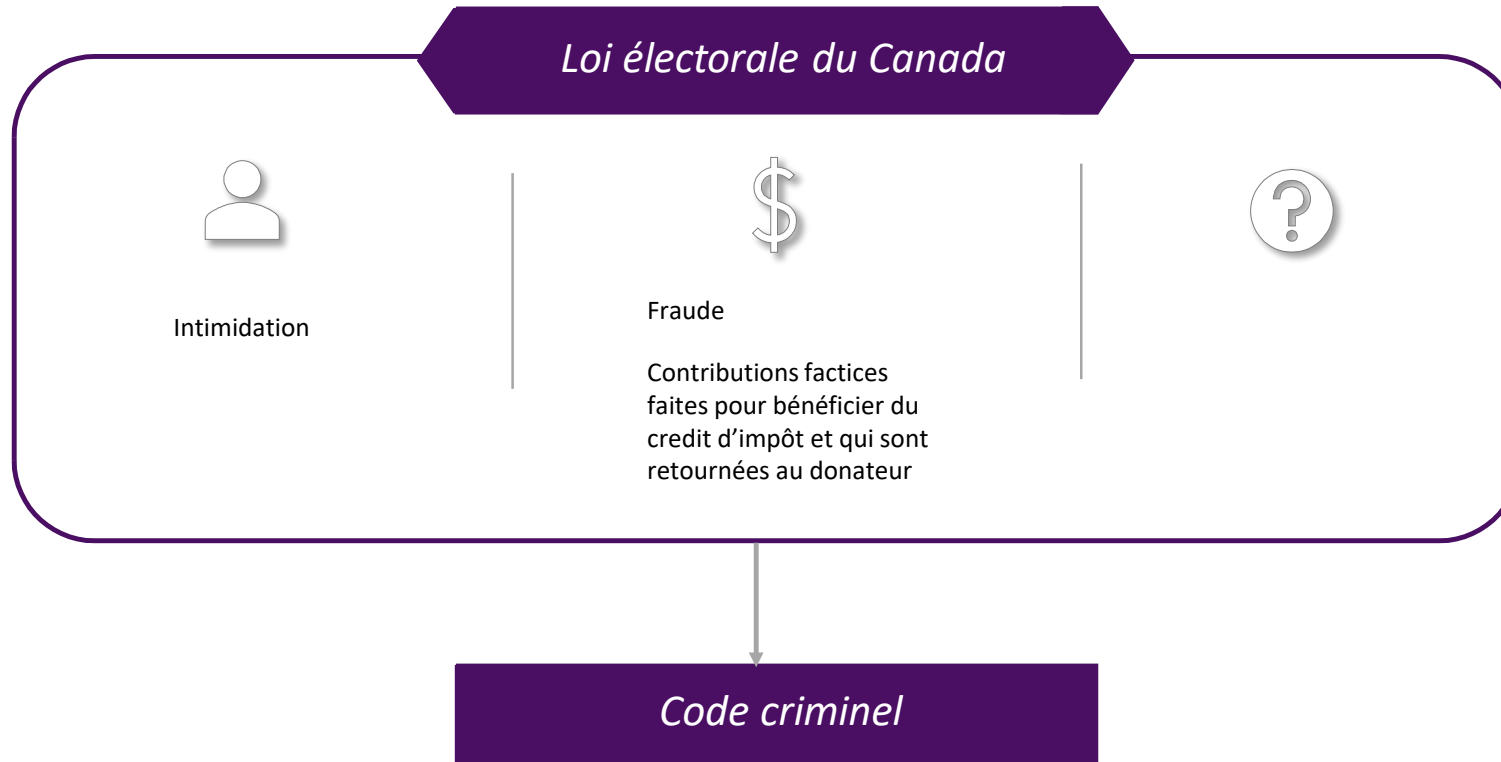 Loi électorale du Canada
Intimidation
Fraude
Contributions factices
faites pour bénéficier du
credit d’impôt et qui sont
retournées au donateur
Code criminel